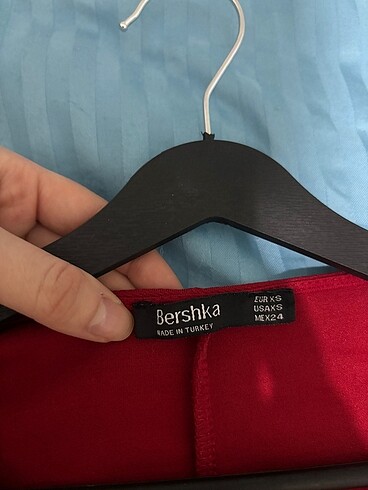 Bershka
MADE IN TURKEY
EUR XS
USA XS
MEX 24